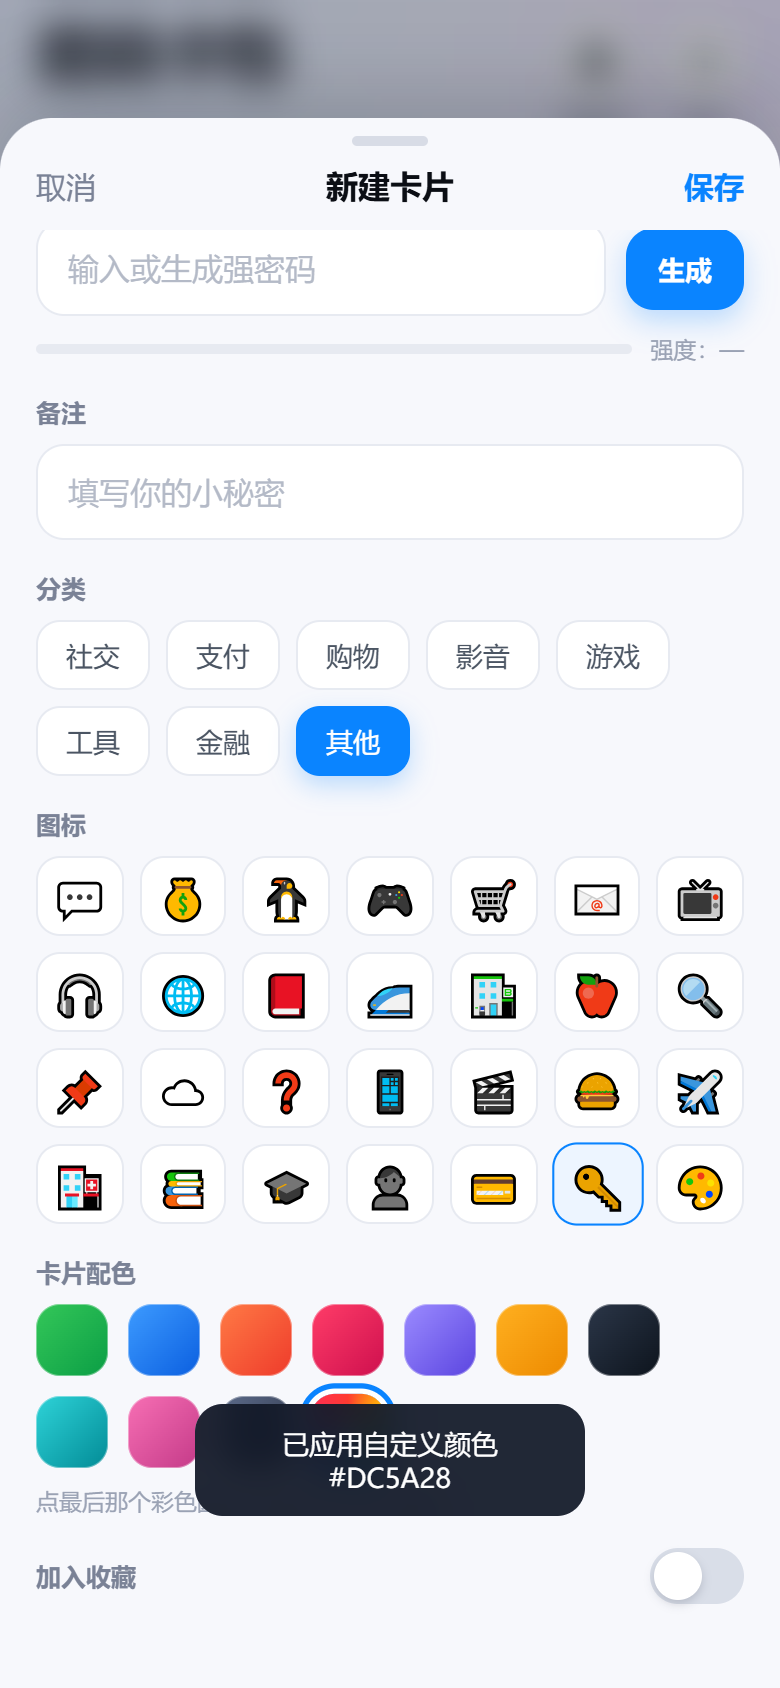 取消
新建卡片
保存
输入或生成强密码
生成
强度：—
备注
填写你的小秘密
分类
社交
支付
购物
影音
游戏
工具
金融
其他
图标
卡片配色
已应用自定义颜色
#DC5A28
点最后那个彩色
加入收藏